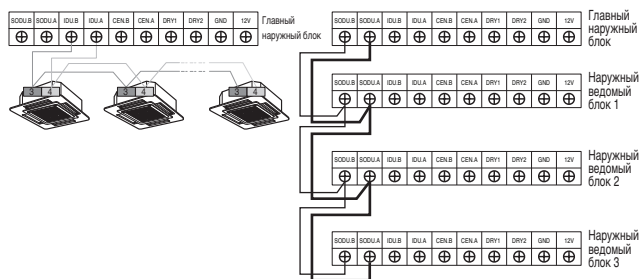 SODU.B SODU.A IDU.B IDU.A CEN.B CEN.A DRY1 DRY2 GND 12V
Главный
наружный блок
3 4
3 4
3 4
SODU.B SODU.A IDU.B IDU.A CEN.B CEN.A DRY1 DRY2 GND 12V
Главный
наружный
блок
SODU.B SODU.A IDU.B IDU.A CEN.B CEN.A DRY1 DRY2 GND 12V
Наружный
ведомый
блок 1
SODU.B SODU.A IDU.B IDU.A CEN.B CEN.A DRY1 DRY2 GND 12V
Наружный
ведомый
блок 2
SODU.B SODU.A IDU.B IDU.A CEN.B CEN.A DRY1 DRY2 GND 12V
Наружный
ведомый
блок 3